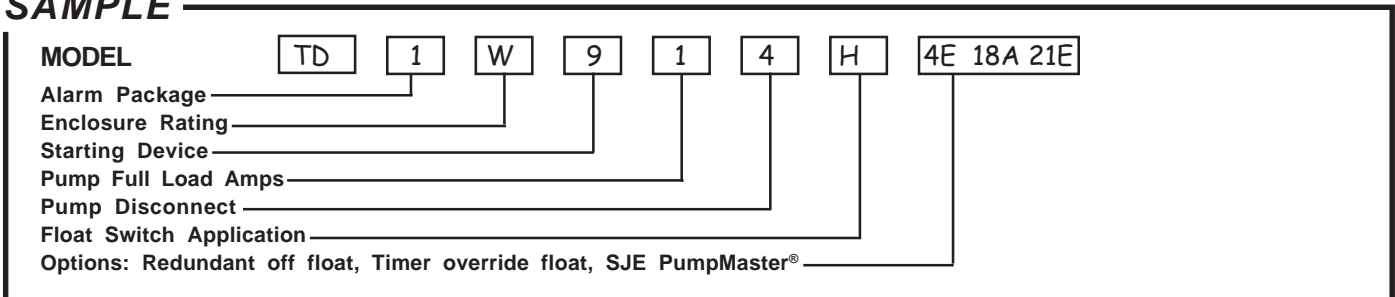 SAMPLE
MODEL TD 1 W 9 1 4 H 4E 18A 21E
Alarm Package
Enclosure Rating
Starting Device
Pump Full Load Amps
Pump Disconnect
Float Switch Application
Options: Redundant off float, Timer override float, SJE PumpMaster®